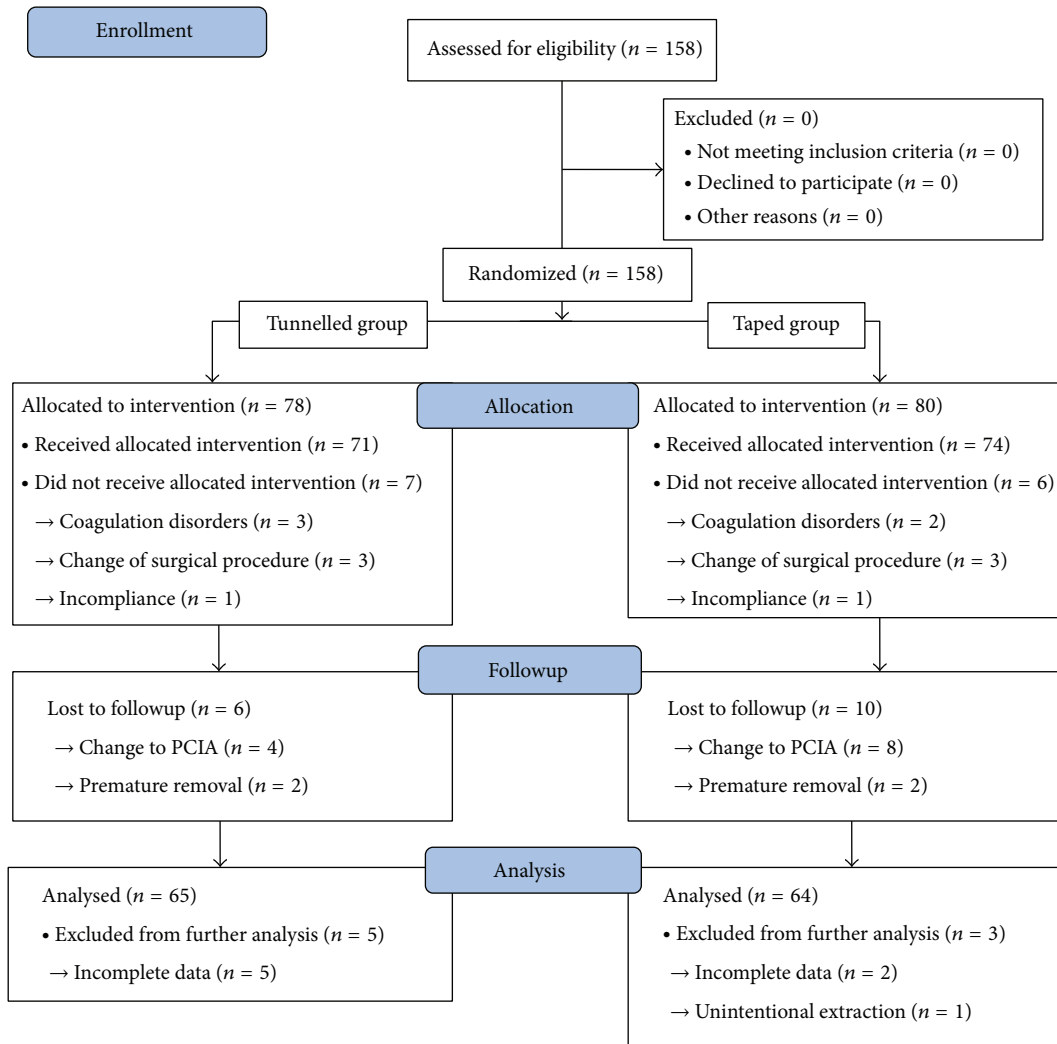 Enrollment
Assessed for eligibility (n = 158)
Excluded (n = 0)
• Not meeting inclusion criteria (n = 0)
• Declined to participate (n = 0)
• Other reasons (n = 0)
Randomized (n = 158)
Tunnelled group
Taped group
Allocation
Allocated to intervention (n = 78)
• Received allocated intervention (n = 71)
• Did not receive allocated intervention (n = 7)
→ Coagulation disorders (n = 3)
→ Change of surgical procedure (n = 3)
→ Incompliance (n = 1)
Allocated to intervention (n = 80)
• Received allocated intervention (n = 74)
• Did not receive allocated intervention (n = 6)
→ Coagulation disorders (n = 2)
→ Change of surgical procedure (n = 3)
→ Incompliance (n = 1)
Followup
Lost to followup (n = 6)
→ Change to PCIA (n = 4)
→ Premature removal (n = 2)
Lost to followup (n = 10)
→ Change to PCIA (n = 8)
→ Premature removal (n = 2)
Analysis
Analysed (n = 65)
• Excluded from further analysis (n = 5)
→ Incomplete data (n = 5)
Analysed (n = 64)
• Excluded from further analysis (n = 3)
→ Incomplete data (n = 2)
→ Unintentional extraction (n = 1)